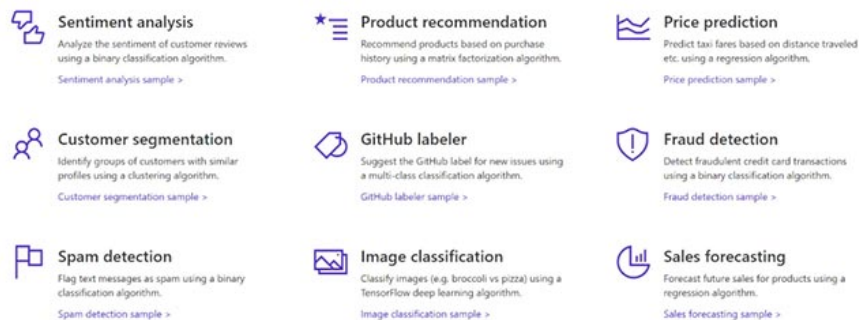 Sentiment analysis
Analyze the sentiment of customer reviews
using a binary classification algorithm.
Sentiment analysis sample >
Product recommendation
Recommend products based on purchase
history using a matrix factorization algorithm.
Product recommendation sample >
Price prediction
Predict taxi fares based on distance traveled
etc. using a regression algorithm.
Price prediction sample >
Customer segmentation
Identify groups of customers with similar
profiles using a clustering algorithm.
Customer segmentation sample >
GitHub labeler
Suggest the GitHub label for new issues using
a multi-class classification algorithm.
GitHub labeler sample >
Fraud detection
Detect fraudulent credit card transactions
using a binary classification algorithm.
Fraud detection sample >
Spam detection
Flag text messages as spam using a binary
classification algorithm.
Spam detection sample >
Image classification
Classify images (e.g. broccoli vs pizza) using a
TensorFlow deep learning algorithm.
Image classification sample >
Sales forecasting
Forecast future sales for products using a
regression algorithm.
Sales forecasting sample >